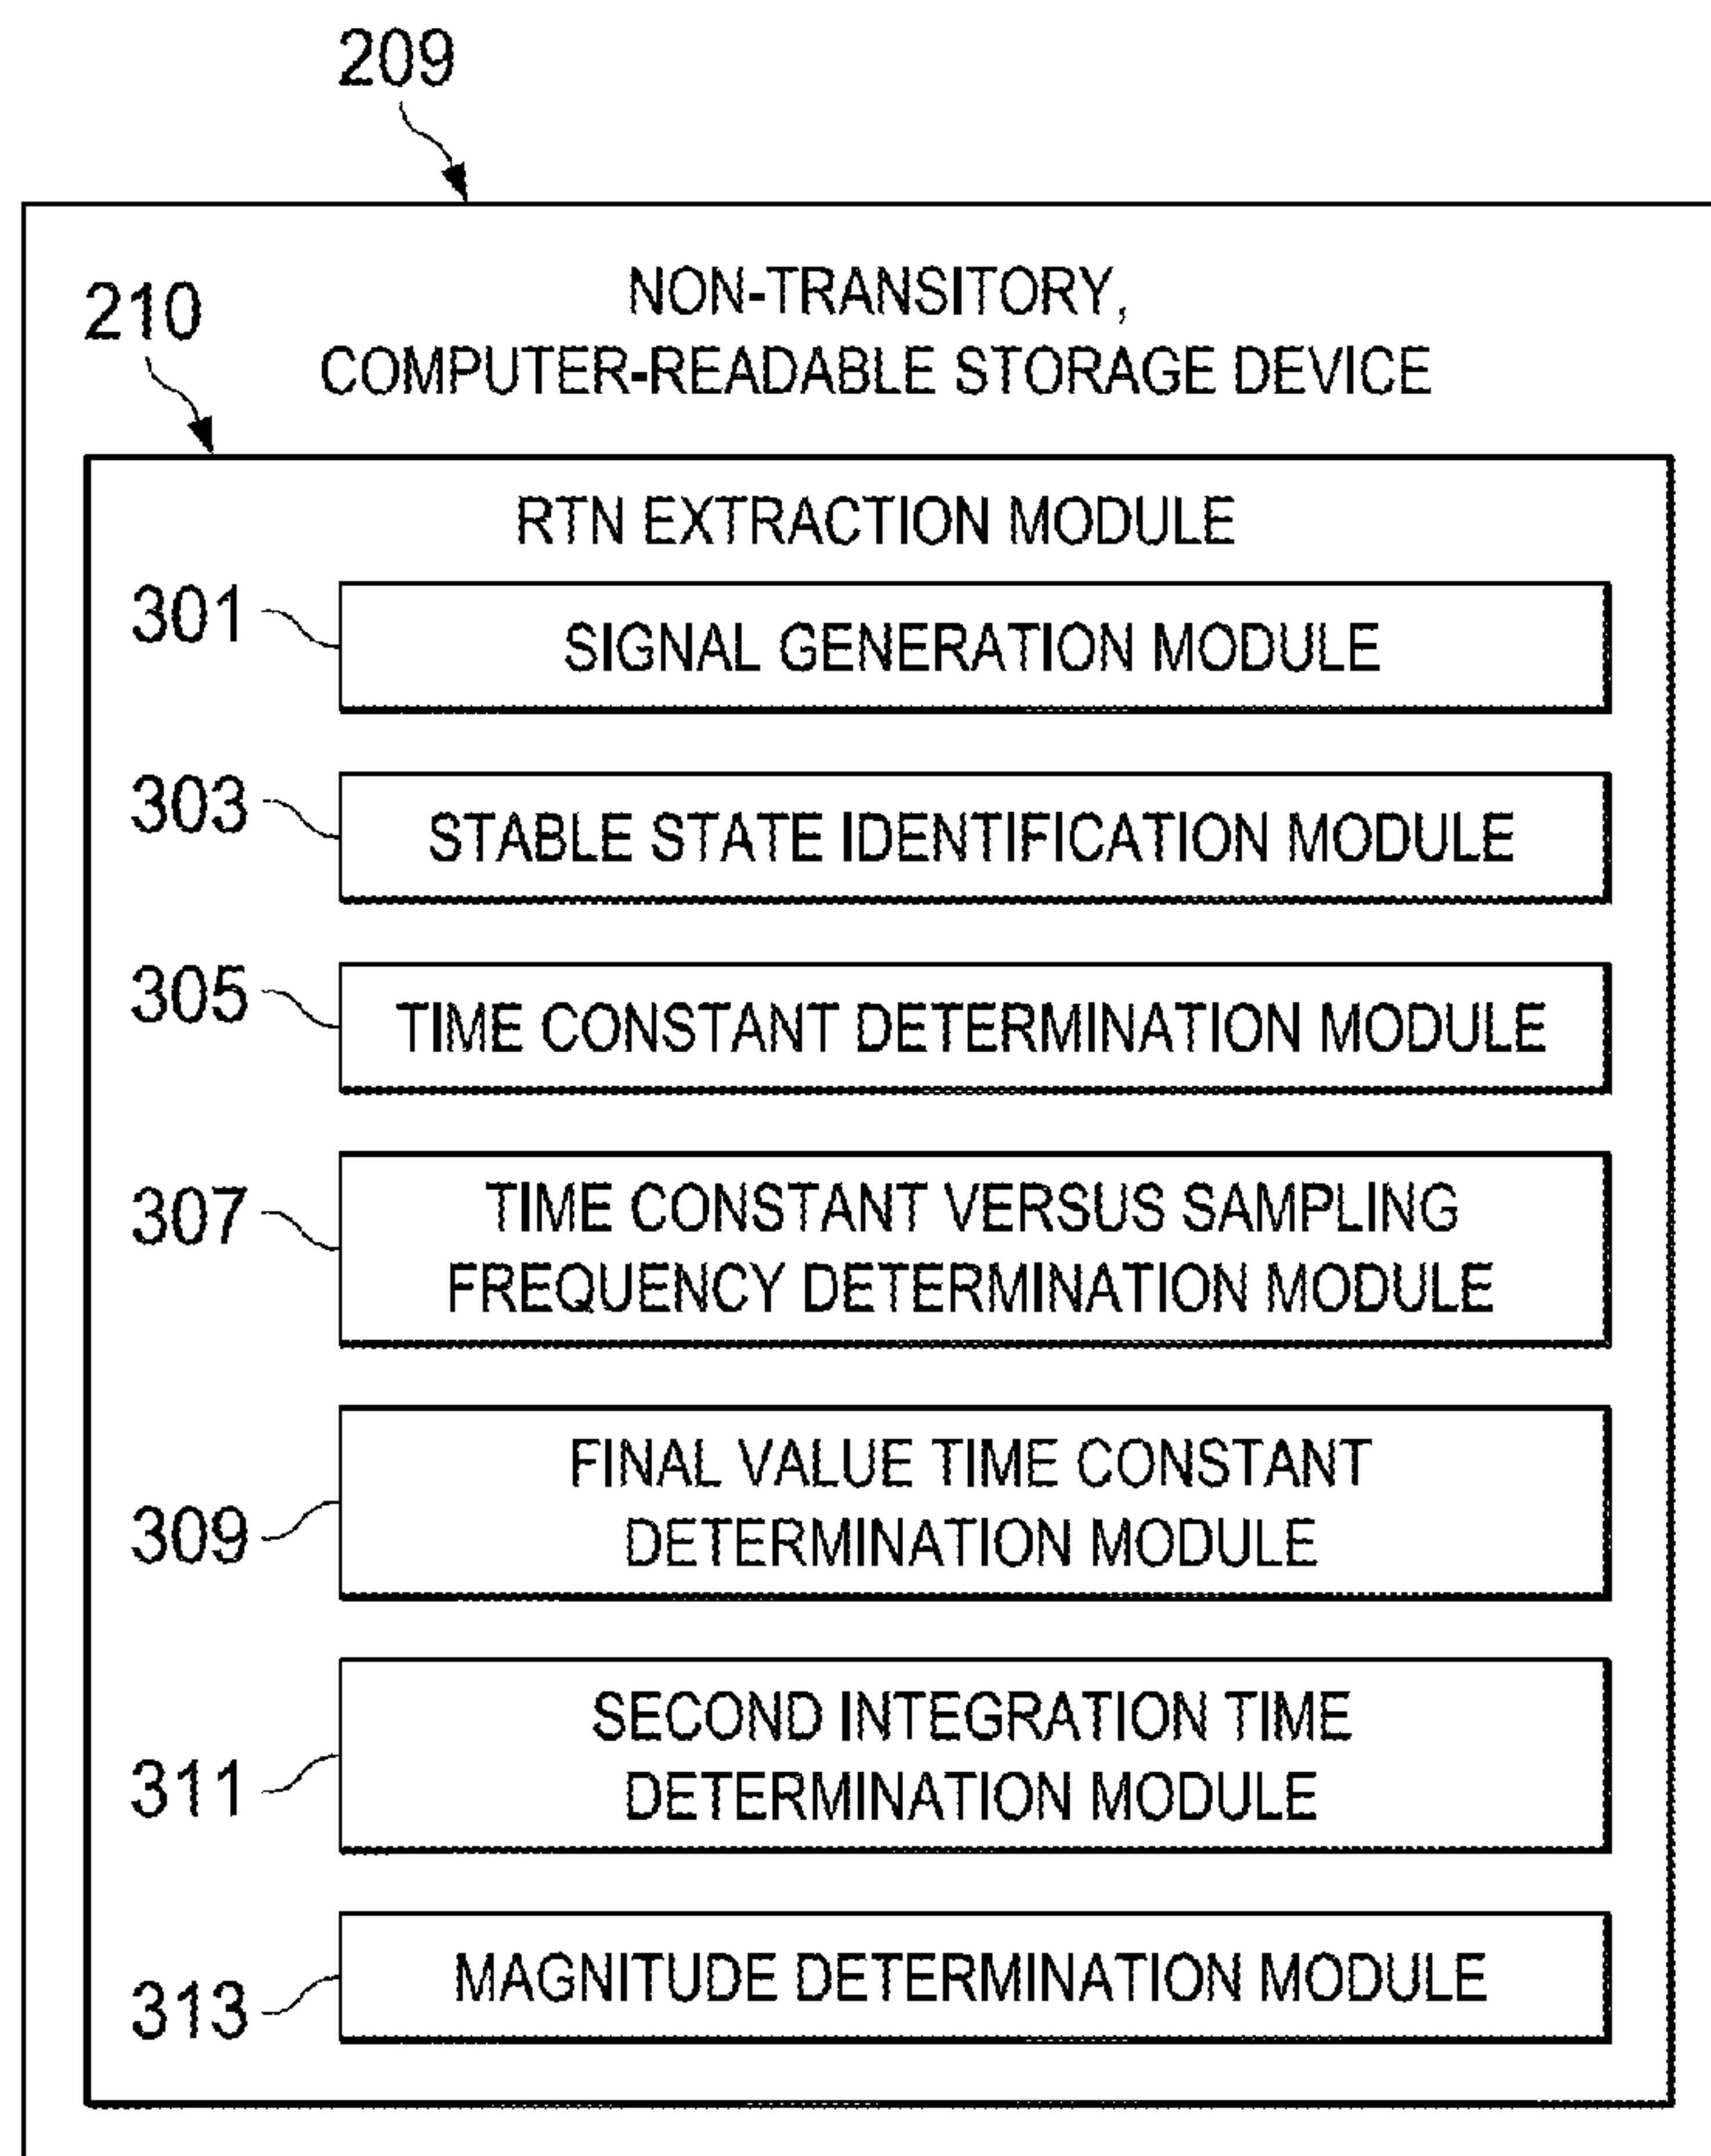 209
NON-TRANSITORY,
COMPUTER-READABLE STORAGE DEVICE
210
RTN EXTRACTION MODULE
301
SIGNAL GENERATION MODULE
303
STABLE STATE IDENTIFICATION MODULE
305
TIME CONSTANT DETERMINATION MODULE
307
TIME CONSTANT VERSUS SAMPLING
FREQUENCY DETERMINATION MODULE
309
FINAL VALUE TIME CONSTANT
DETERMINATION MODULE
311
SECOND INTEGRATION TIME
DETERMINATION MODULE
313
MAGNITUDE DETERMINATION MODULE